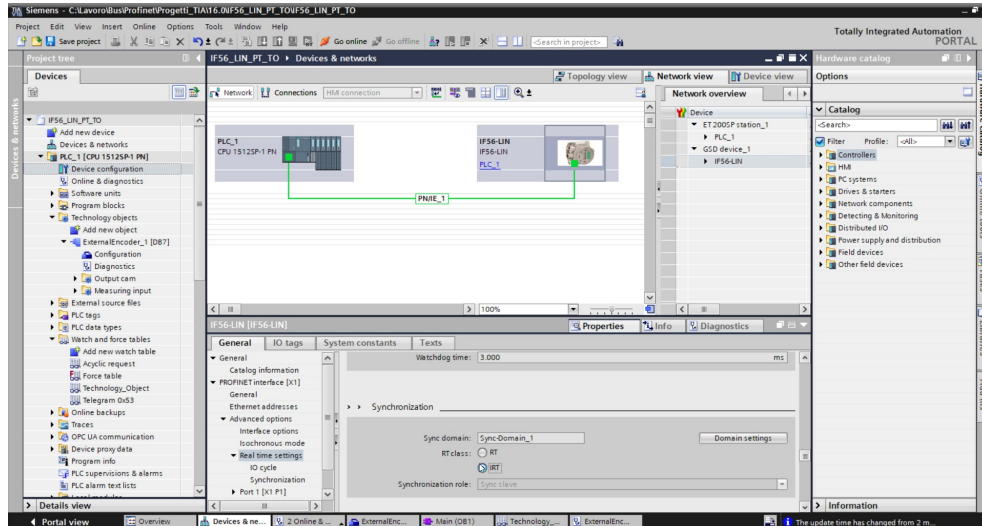 Siemens - C:\Lavoro\Bus\Profinet\Progetti_TIA\16.0\IF56_LIN_PT_TO\IF56_LIN_PT_TO
Project Edit View Insert Online Options Tools Window Help
Save project Go online Go offline <Search in project>
Totally Integrated Automation
PORTAL
Project tree
Devices
Devices & networks
IF56_LIN_PT_TO
Add new device
Devices & networks
PLC_1 [CPU 1512SP-1 PN]
Device configuration
Online & diagnostics
Software units
Program blocks
Technology objects
Add new object
ExternalEncoder_1 [DB7]
Configuration
Diagnostics
Output cam
Measuring input
External source files
PLC tags
PLC data types
Watch and force tables
Add new watch table
Acyclic request
Force table
Technology_Object
Telegram 0x53
Online backups
Traces
OPC UA communication
Device proxy data
Program info
PLC supervisions & alarms
PLC alarm text lists
Details view
IF56_LIN_PT_TO Devices & networks
Topology view Network view Device view
Network Connections HMI connection
PLC_1
CPU 1512SP-1 PN
IF56-LIN
IF56-LIN
PLC_1
PN/IE_1
100%
Network overview
Device
ET 200SP station_1
PLC_1
GSD device_1
IF56-LIN
IF56-LIN [IF56-LIN]
Properties Info Diagnostics
General IO tags System constants Texts
General
Catalog information
PROFINET interface [X1]
General
Ethernet addresses
Advanced options
Interface options
Isochronous mode
Real time settings
IO cycle
Synchronization
Port 1 [X1 P1]
Watchdog time: 3.000 ms
Synchronization
Sync domain: Sync-Domain_1 Domain settings
RT class: RT
IRT
Synchronization role: Sync slave
Hardware catalog
Options
Catalog
<Search>
Filter Profile: <All>
Controllers
HMI
PC systems
Drives & starters
Network components
Detecting & Monitoring
Distributed I/O
Power supply and distribution
Field devices
Other field devices
Information
Portal view Overview Devices & ne... 2 Online & ... ExternalEnc... Main (OB1) Technology_... ExternalEnc... The update time has changed from 2 m...